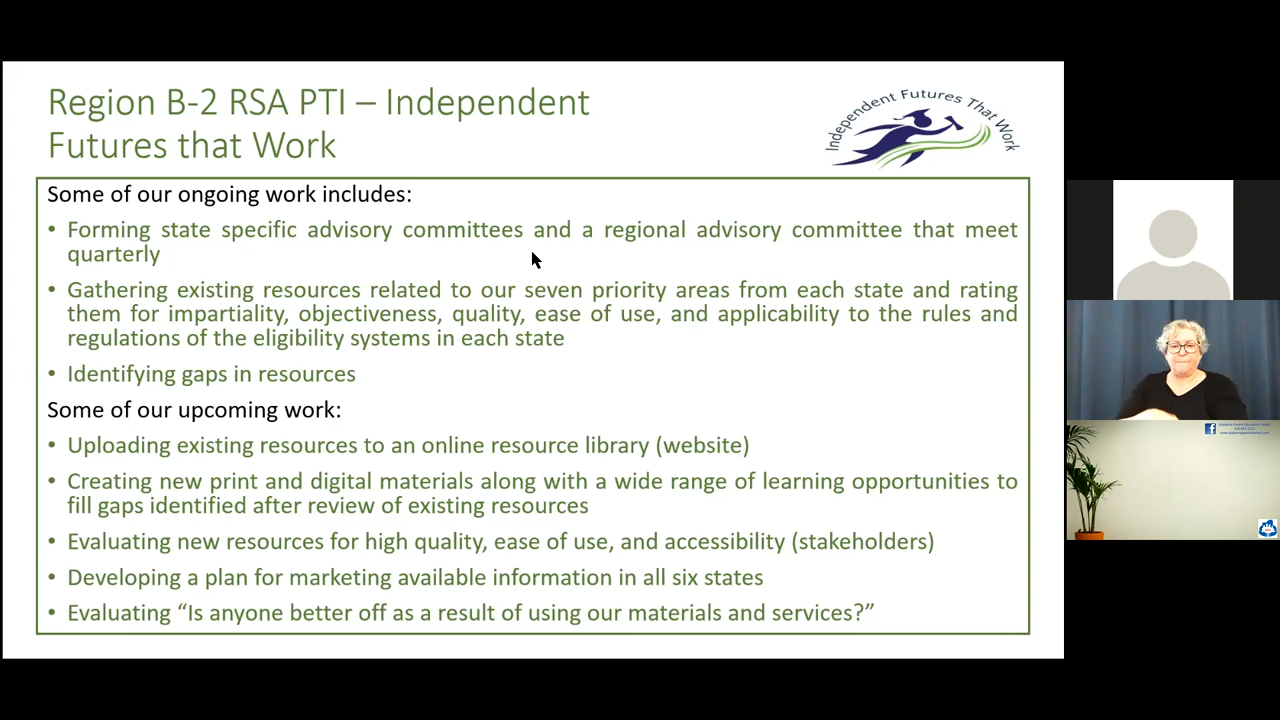 Region B-2 RSA PTI – Independent
Futures that Work
Independent Futures That Work
Some of our ongoing work includes:
• Forming state specific advisory committees and a regional advisory committee that meet
quarterly
• Gathering existing resources related to our seven priority areas from each state and rating
them for impartiality, objectiveness, quality, ease of use, and applicability to the rules and
regulations of the eligibility systems in each state
• Identifying gaps in resources
Some of our upcoming work:
• Uploading existing resources to an online resource library (website)
• Creating new print and digital materials along with a wide range of learning opportunities to
fill gaps identified after review of existing resources
• Evaluating new resources for high quality, ease of use, and accessibility (stakeholders)
• Developing a plan for marketing available information in all six states
• Evaluating “Is anyone better off as a result of using our materials and services?”
Alabama Parent Education Center